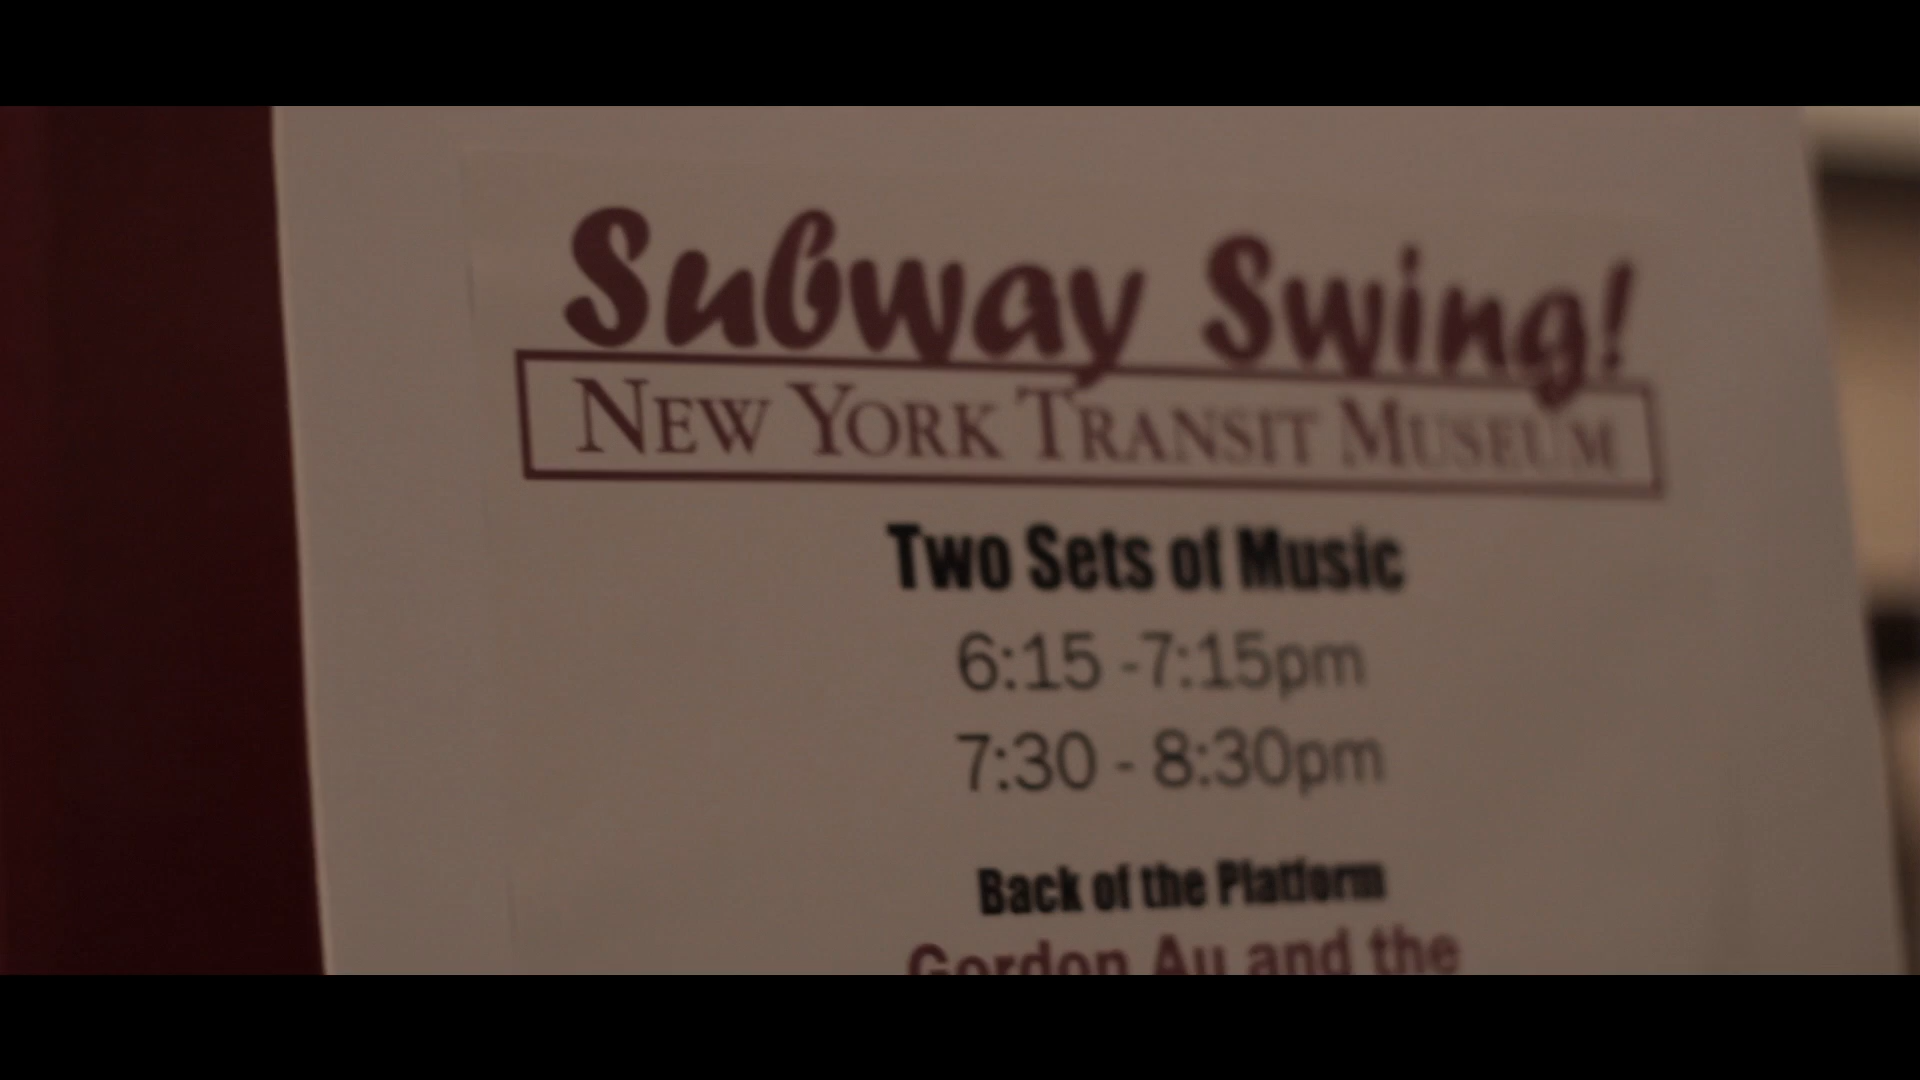 Subway Swing!
NEW YORK TRANSIT MUSEUM
Two Sets of Music
6:15 -7:15pm
7:30 - 8:30pm
Back of the Platform
Gordon Au and the